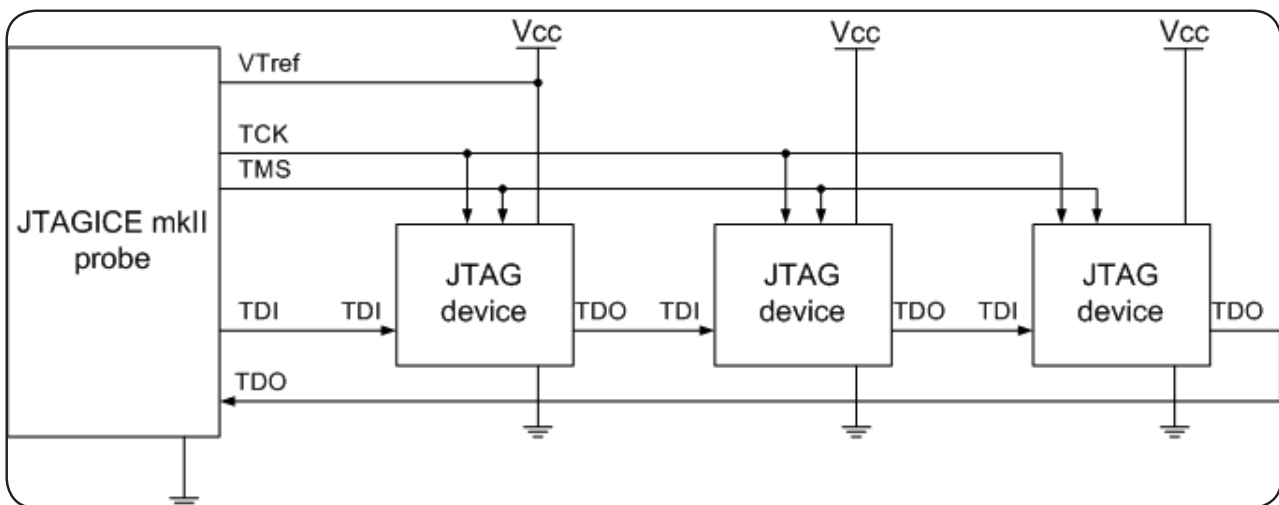 Vcc Vcc Vcc
VTref
TCK
TMS
JTAGICE mkII
probe
JTAG
device
JTAG
device
JTAG
device
TDI TDI TDO TDI TDO TDI TDO
TDO